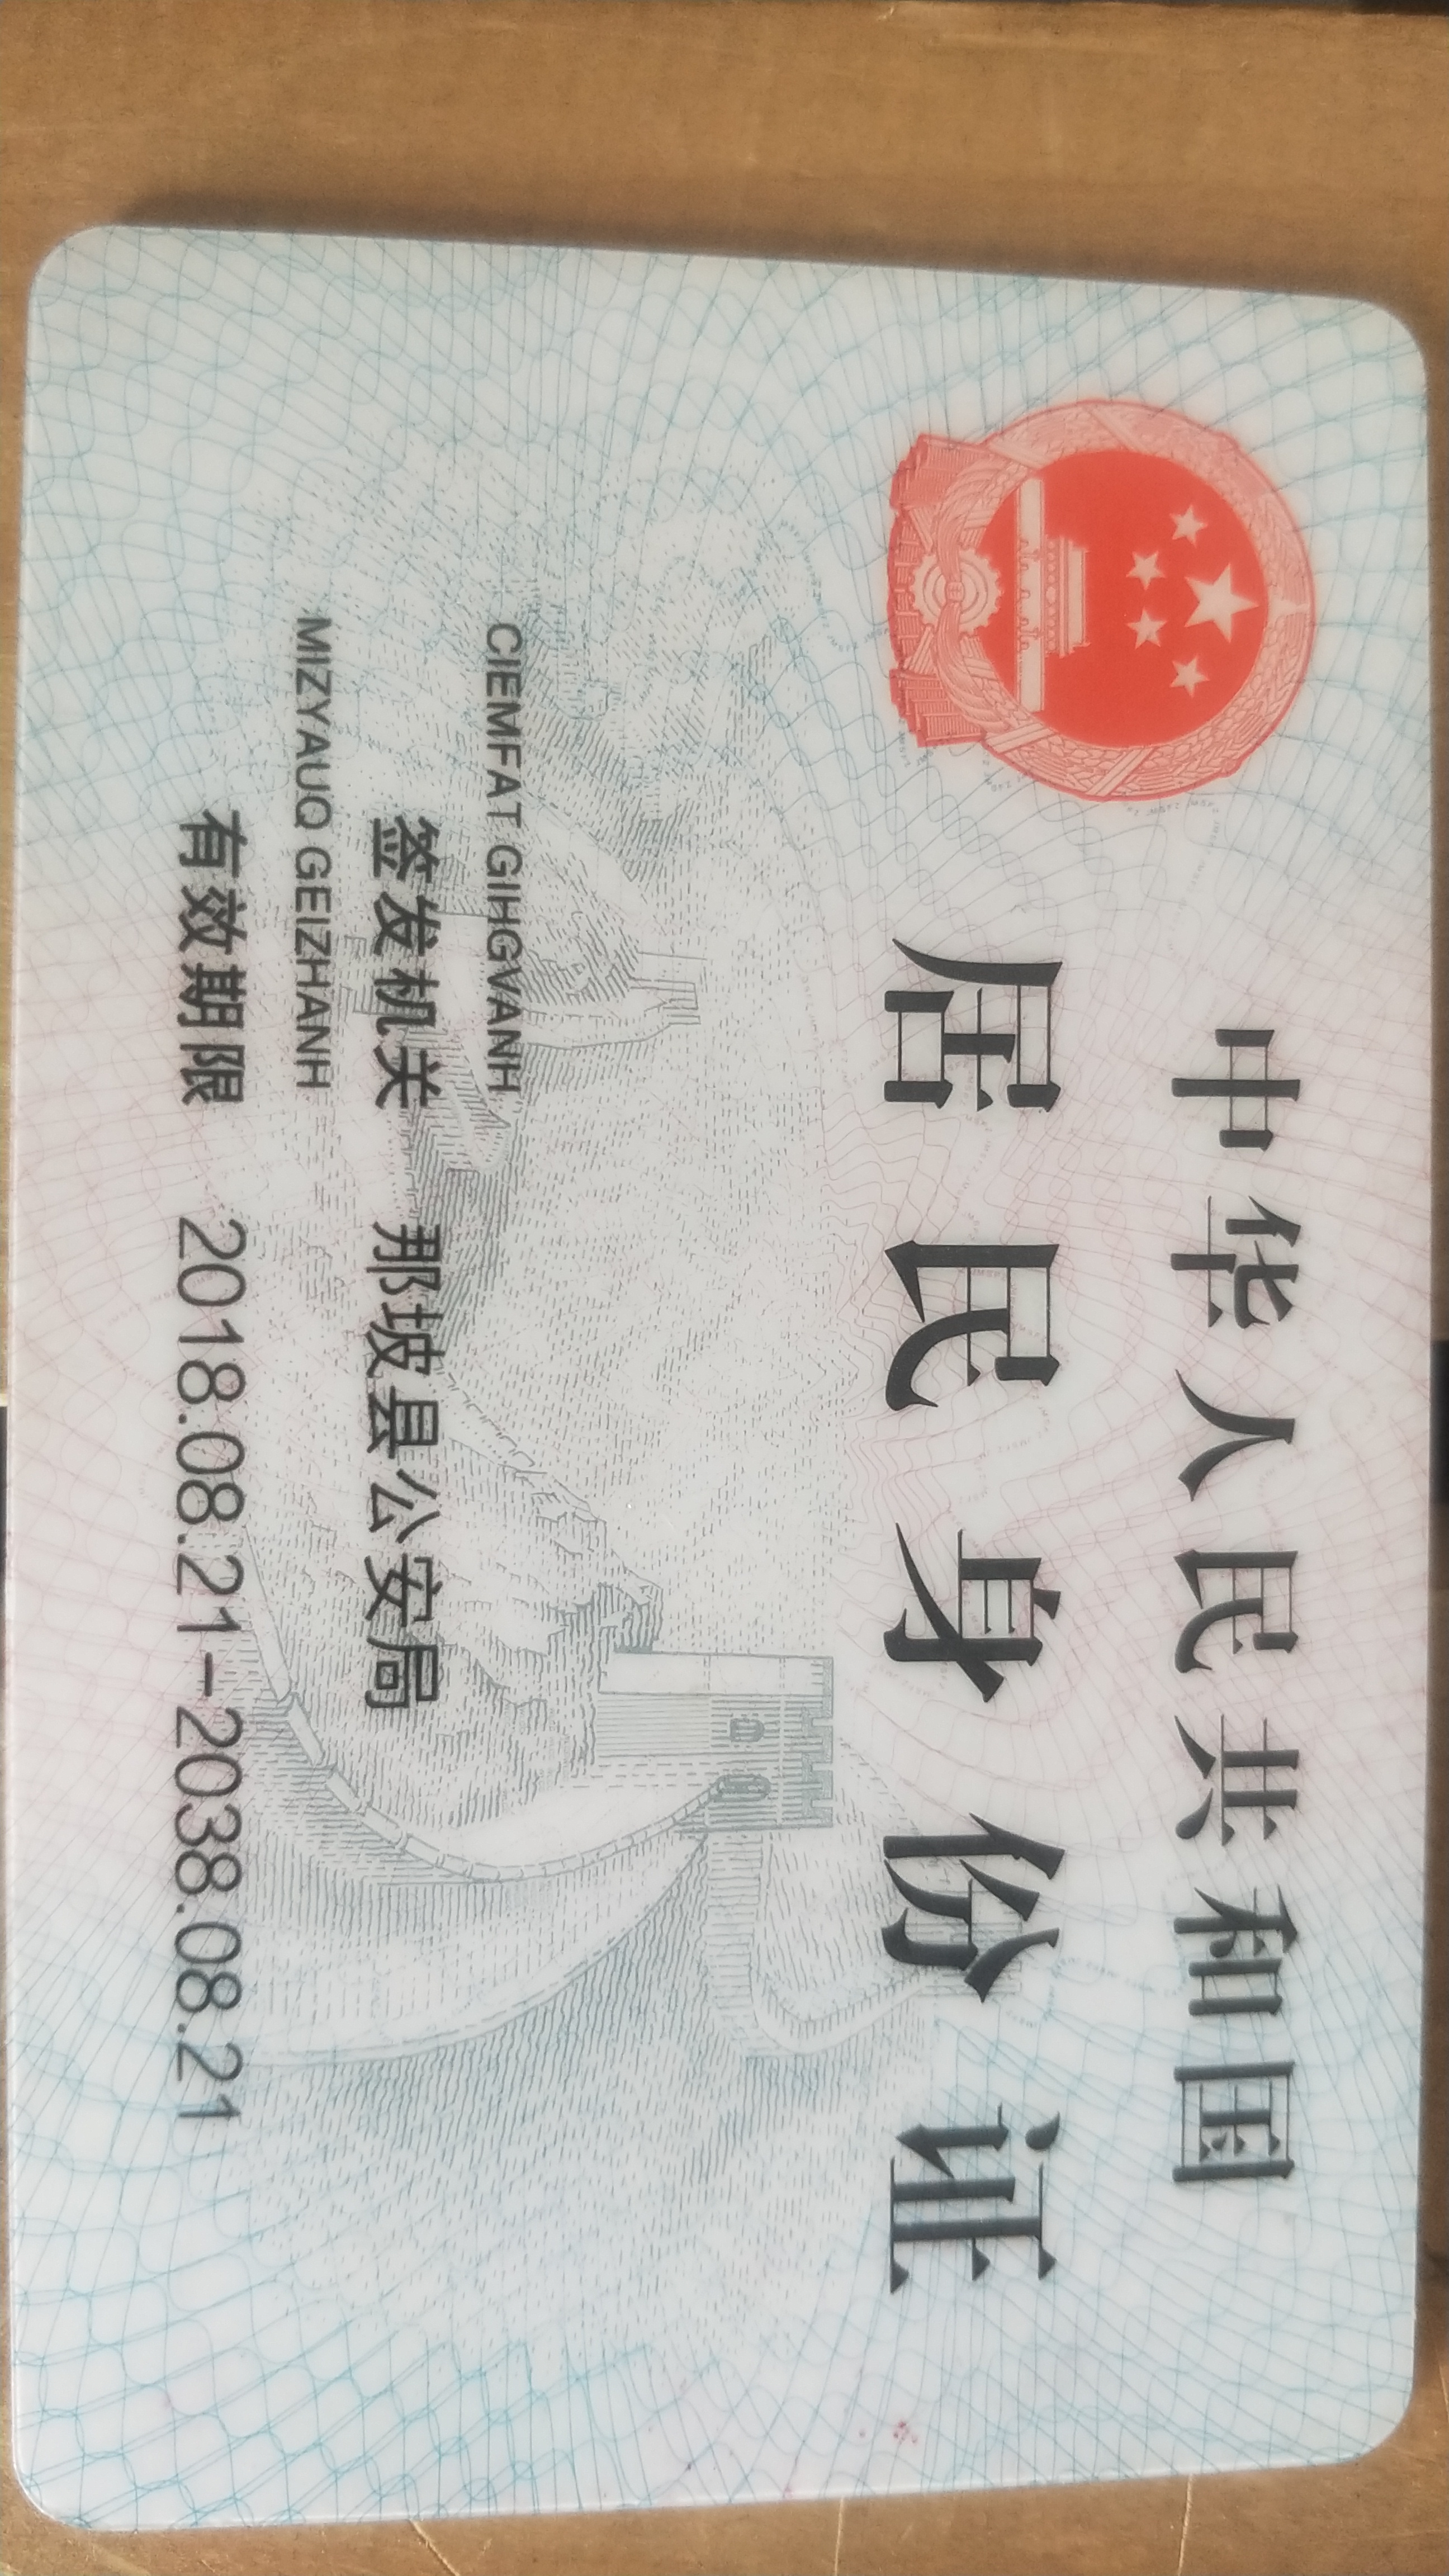 中华人民共和国
居民身份证
CIEMFAT GIHGVANH
签发机关 那坡县公安局
MIZYAUQ GEIZHANH
有效期限 2018.08.21-2038.08.21